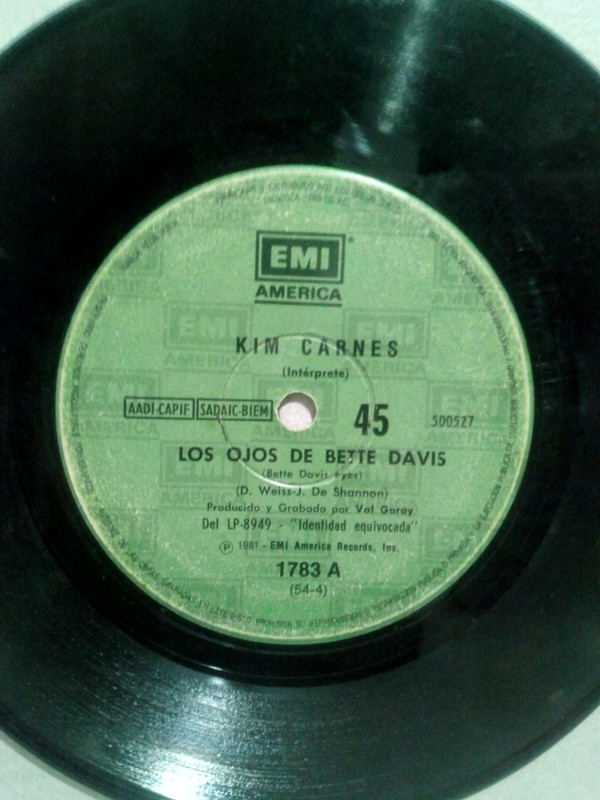 EMI
AMERICA
KIM CARNES
(Intérprete)
AADI-CAPIF SADAIC-BIEM
45
500527
LOS OJOS DE BETTE DAVIS
(Bette Davis eyes)
(D. Weiss-J. De Shannon)
Producido y Grabado por Val Garay
Del LP-8949 - "Identidad equivocada"
℗ 1981 - EMI America Records, Inc.
1783 A
(54-4)